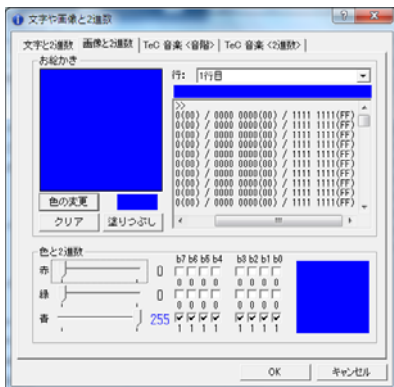 文字や画像と2進数
文字と2進数 画像と2進数 TeC 音楽 <音階> TeC 音楽 <2進数>
お絵かき
行: 1行目
>>
0(00) / 0000 0000(00) / 1111 1111(FF)
0(00) / 0000 0000(00) / 1111 1111(FF)
0(00) / 0000 0000(00) / 1111 1111(FF)
0(00) / 0000 0000(00) / 1111 1111(FF)
0(00) / 0000 0000(00) / 1111 1111(FF)
0(00) / 0000 0000(00) / 1111 1111(FF)
0(00) / 0000 0000(00) / 1111 1111(FF)
0(00) / 0000 0000(00) / 1111 1111(FF)
0(00) / 0000 0000(00) / 1111 1111(FF)
色の変更
クリア 塗りつぶし
色と2進数
b7 b6 b5 b4 b3 b2 b1 b0
赤 0
0 0 0 0 0 0 0 0
緑 0
0 0 0 0 0 0 0 0
青 255
1 1 1 1 1 1 1 1
OK キャンセル